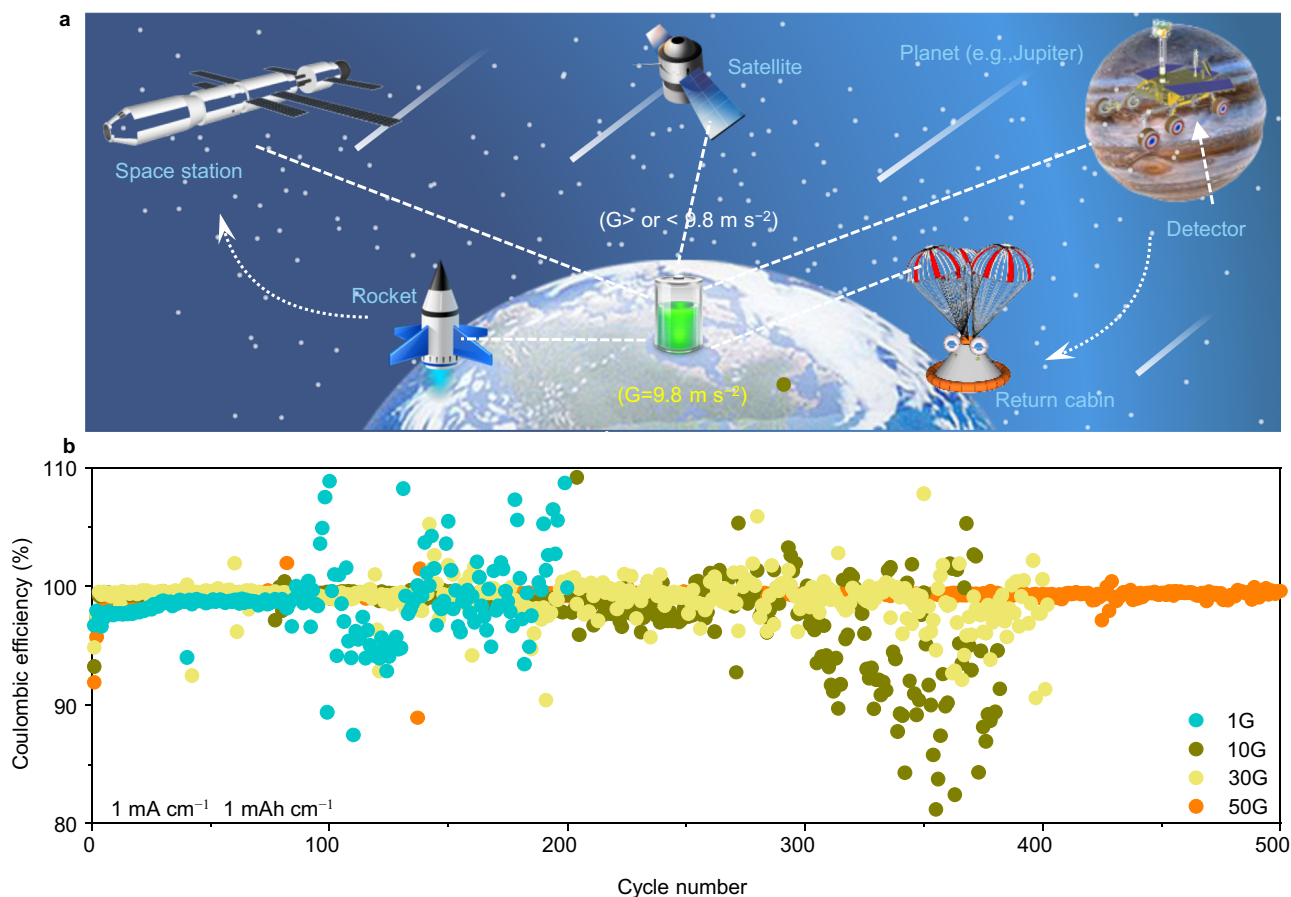 a
Planet (e.g.,Jupiter)
Satellite
Space station
(G> or < 9.8 m s⁻²)
Detector
Rocket
(G=9.8 m s⁻²)
Return cabin
b
110
100
90
80
Coulombic efficiency (%)
1G
10G
30G
50G
1 mA cm⁻¹ 1 mAh cm⁻¹
0 100 200 300 400 500
Cycle number